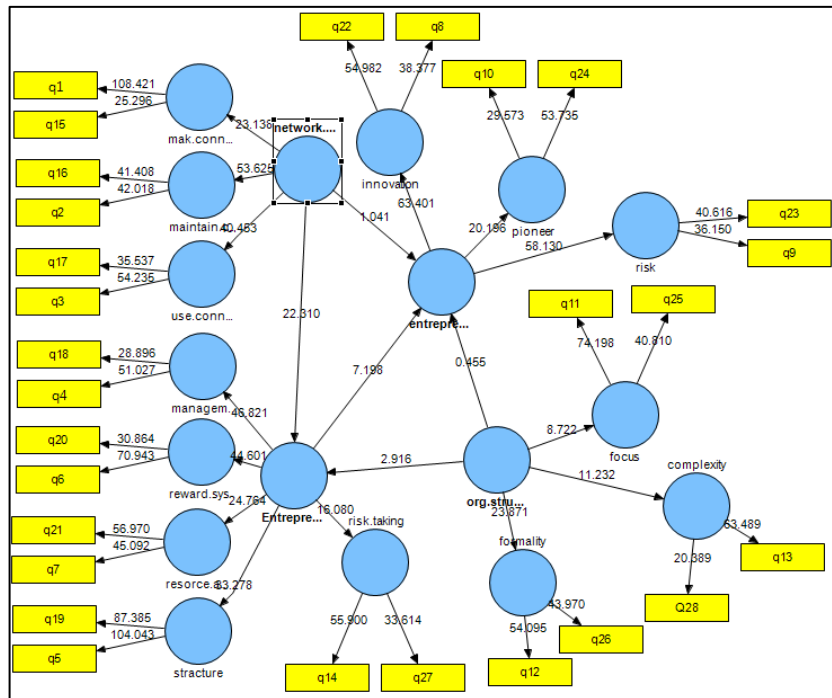 q22
q8
54.982
38.377
q10
q24
29.573
53.735
q1
108.421
25.296
q15
mak.conn...
23.136
network....
innovation
63.401
pioneer
20.196
q16
41.408
42.018
q2
maintain.c...
53.625
1.041
58.130
risk
40.616
q23
36.150
q9
q17
35.537
54.235
q3
use.conn...
40.453
22.310
entrepre...
q11
q25
74.198
40.810
focus
q18
28.896
51.027
q4
managem...
46.821
7.198
0.455
8.722
q20
30.864
70.943
q6
reward.sys...
44.601
Entrepre...
2.916
org.stru...
11.232
complexity
q21
56.970
45.092
q7
resorce.a...
24.764
16.080
risk.taking
23.871
formality
20.389
q13
Q28
q19
87.385
104.043
q5
stracture
55.900
33.614
q14
q27
54.095
43.970
q12
q26